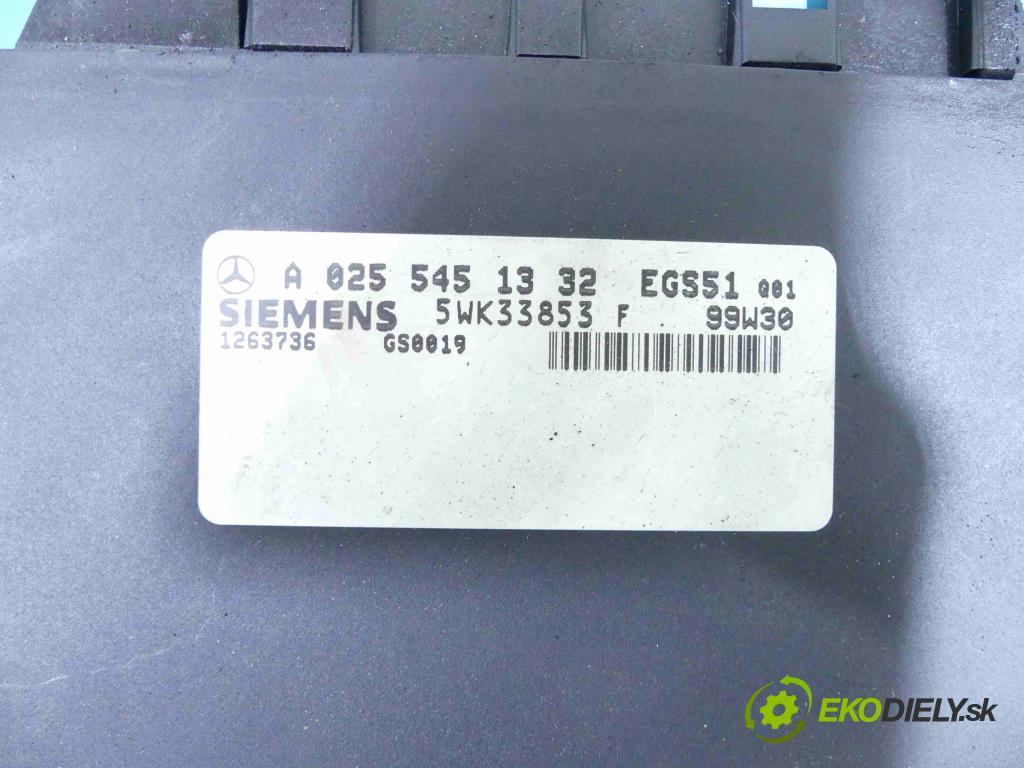 A 025 545 13 32 EGS51 Q01
SIEMENS 5WK33853 F 99W30
1263736 GS0019
EKODIELY.sk